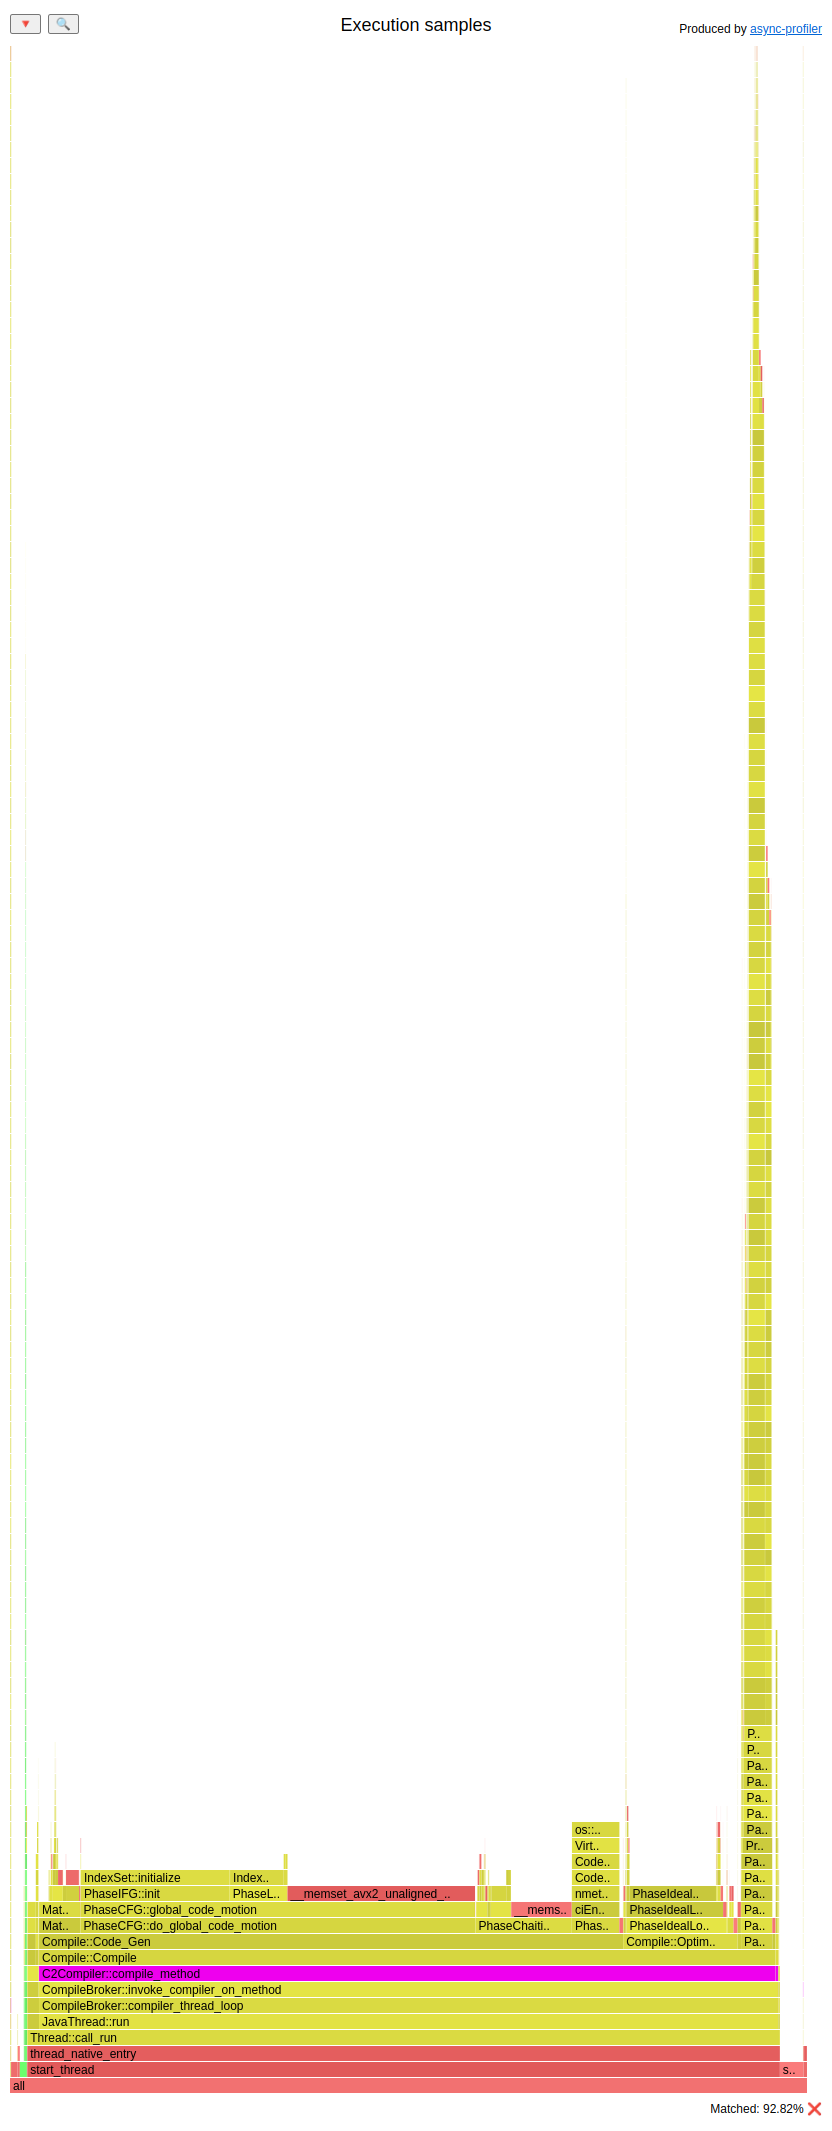 Execution samples
Produced by async-profiler
P..
P..
Pa..
Pa..
Pa..
Pa..
os::.. Pa..
Virt.. Pr..
Code.. Pa..
IndexSet::initialize Index.. Code.. Pa..
PhaseIFG::init PhaseL.. __memset_avx2_unaligned_.. nmet.. PhaseIdeal.. Pa..
Mat.. PhaseCFG::global_code_motion __mems.. ciEn.. PhaseIdealL.. Pa..
Mat.. PhaseCFG::do_global_code_motion PhaseChaiti.. Phas.. PhaseIdealLo.. Pa..
Compile::Code_Gen Compile::Optim.. Pa..
Compile::Compile
C2Compiler::compile_method
CompileBroker::invoke_compiler_on_method
CompileBroker::compiler_thread_loop
JavaThread::run
Thread::call_run
thread_native_entry
start_thread s..
all
Matched: 92.82%